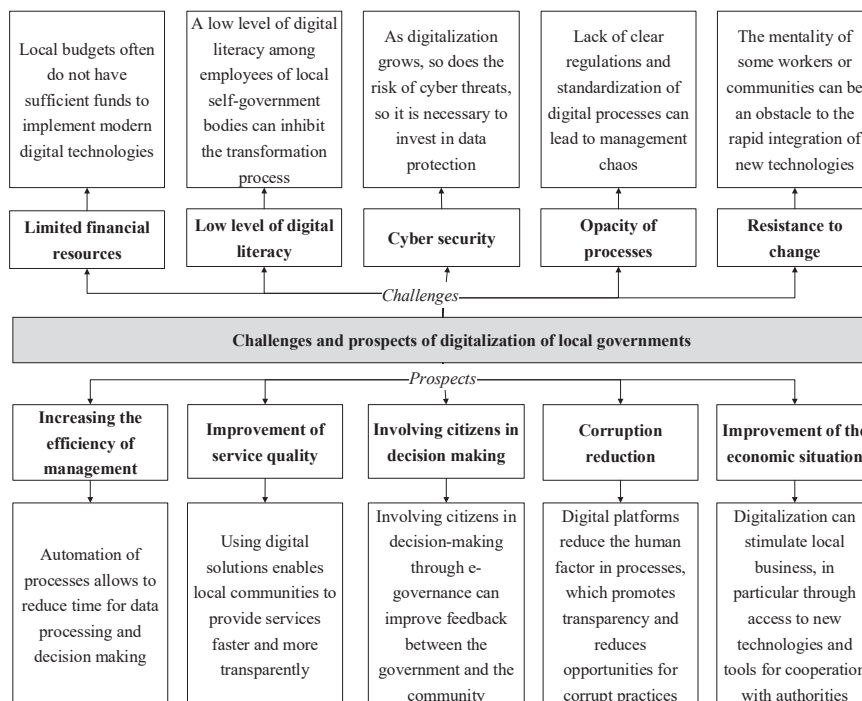 Local budgets often
do not have
sufficient funds to
implement modern
digital technologies
A low level of digital
literacy among
employees of local
self-government
bodies can inhibit
the transformation
process
As digitalization
grows, so does the
risk of cyber threats,
so it is necessary to
invest in data
protection
Lack of clear
regulations and
standardization of
digital processes can
lead to management
chaos
The mentality of
some workers or
communities can be
an obstacle to the
rapid integration of
new technologies
Limited financial
resources
Low level of digital
literacy
Cyber security
Opacity of
processes
Resistance to
change
Challenges
Challenges and prospects of digitalization of local governments
Prospects
Increasing the
efficiency of
management
Improvement of
service quality
Involving citizens in
decision making
Corruption
reduction
Improvement of the
economic situation
Automation of
processes allows to
reduce time for data
processing and
decision making
Using digital
solutions enables
local communities to
provide services
faster and more
transparently
Involving citizens in
decision-making
through e-
governance can
improve feedback
between the
government and the
community
Digital platforms
reduce the human
factor in processes,
which promotes
transparency and
reduces
opportunities for
corrupt practices
Digitalization can
stimulate local
business, in
particular through
access to new
technologies and
tools for cooperation
with authorities